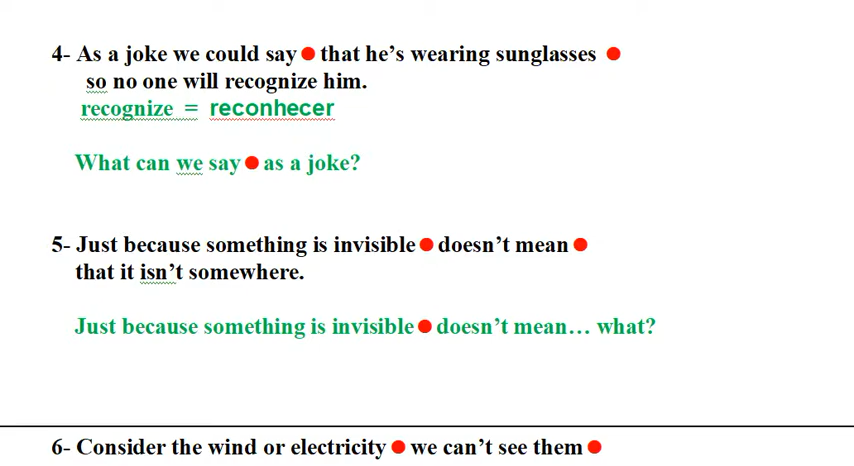 4- As a joke we could say ● that he's wearing sunglasses ●
so no one will recognize him.
recognize = reconhecer
What can we say ● as a joke?
5- Just because something is invisible ● doesn't mean ●
that it isn't somewhere.
Just because something is invisible ● doesn't mean… what?
6- Consider the wind or electricity ● we can't see them ●